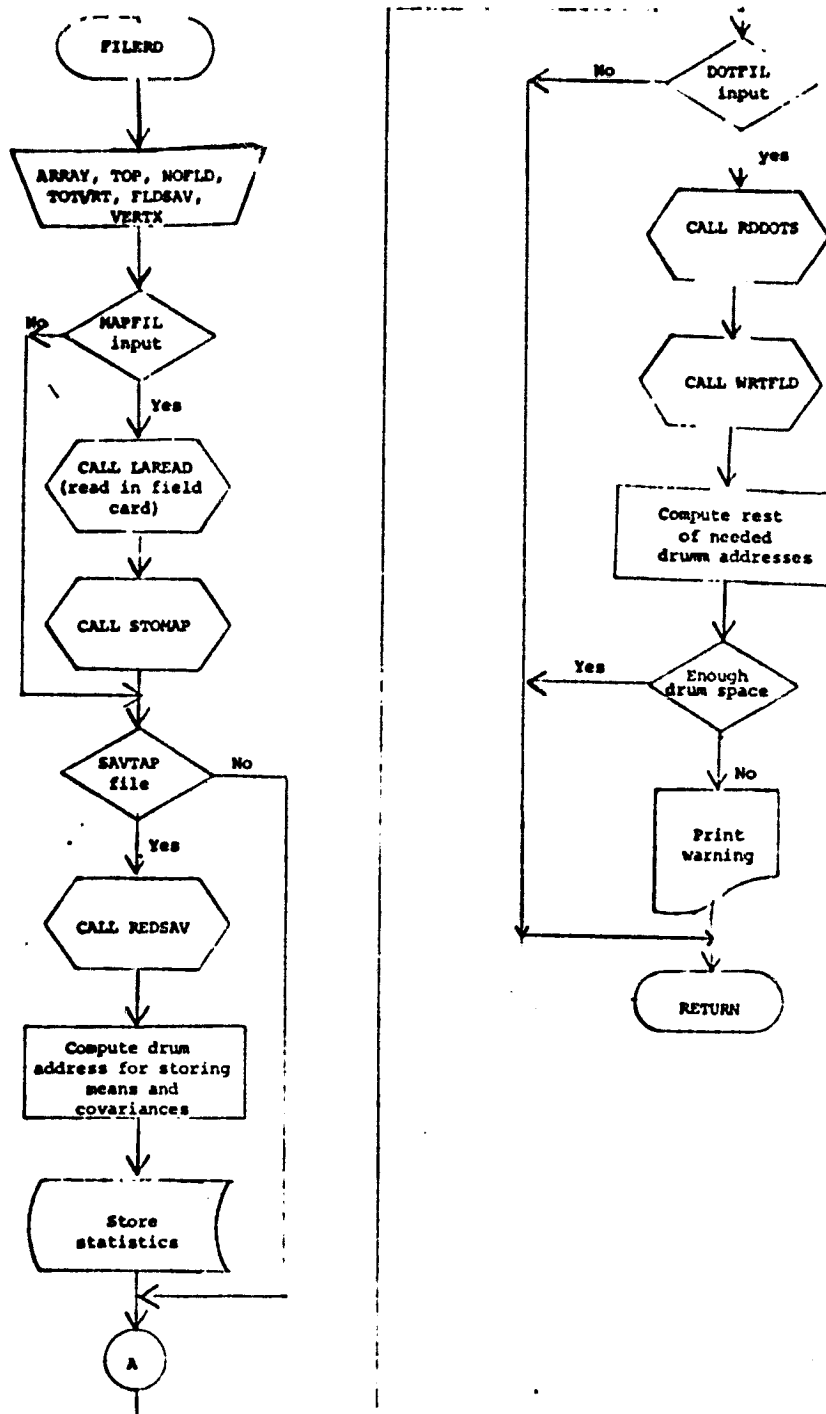 FILERD
ARRAY, TOP, NOFLD,
TOTVRT, FLDSAV,
VERTX
No
MAPFIL
input
Yes
CALL LAREAD
(read in field
card)
CALL STOMAP
SAVTAP
file
No
Yes
CALL REDSAV
Compute drum
address for storing
means and
covariances
Store
statistics
A
No
DOTFIL
input
yes
CALL RDDOTS
CALL WRTFLD
Compute rest
of needed
drumm addresses
Yes
Enough
drum space
No
Print
warning
RETURN